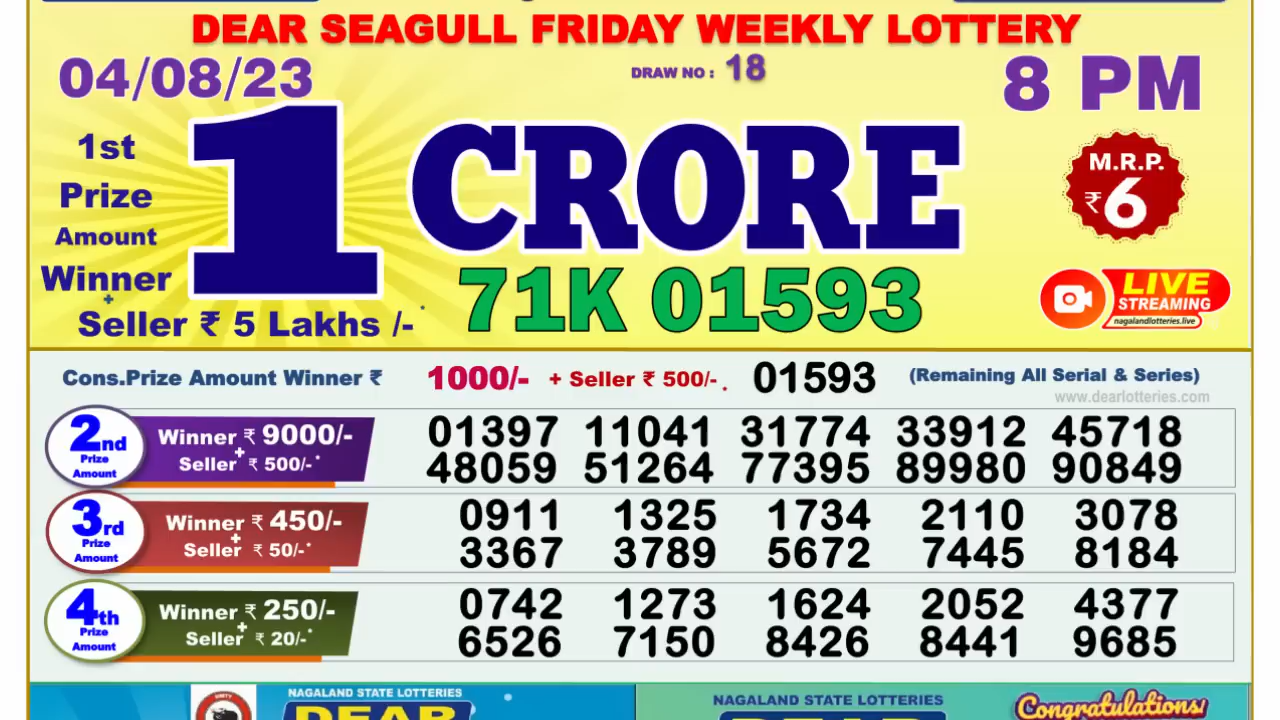 DEAR SEAGULL FRIDAY WEEKLY LOTTERY
04/08/23
DRAW NO : 18
8 PM
1st
Prize
Amount
Winner
+
Seller ₹ 5 Lakhs /-
1 CRORE
71K 01593
M.R.P.
₹ 6
LIVE
STREAMING
nagalandlotteries.live
Cons.Prize Amount Winner ₹ 1000/- + Seller ₹ 500/- . 01593 (Remaining All Serial & Series)
www.dearlotteries.com
2nd
Prize
Amount
Winner ₹ 9000/-
+
Seller ₹ 500/-*
01397 11041 31774 33912 45718
48059 51264 77395 89980 90849
3rd
Prize
Amount
Winner ₹ 450/-
+
Seller ₹ 50/-*
0911 1325 1734 2110 3078
3367 3789 5672 7445 8184
4th
Prize
Amount
Winner ₹ 250/-
+
Seller ₹ 20/-*
0742 1273 1624 2052 4377
6526 7150 8426 8441 9685
UNITY
NAGALAND STATE LOTTERIES
DEAR
NAGALAND STATE LOTTERIES
DEAR
Congratulations!